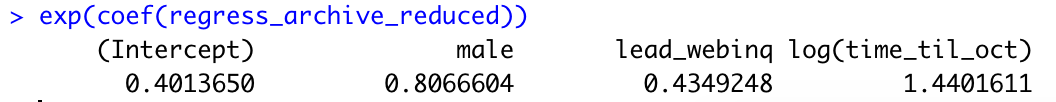 > exp(coef(regress_archive_reduced))
(Intercept) male lead_webinq log(time_til_oct)
0.4013650 0.8066604 0.4349248 1.4401611